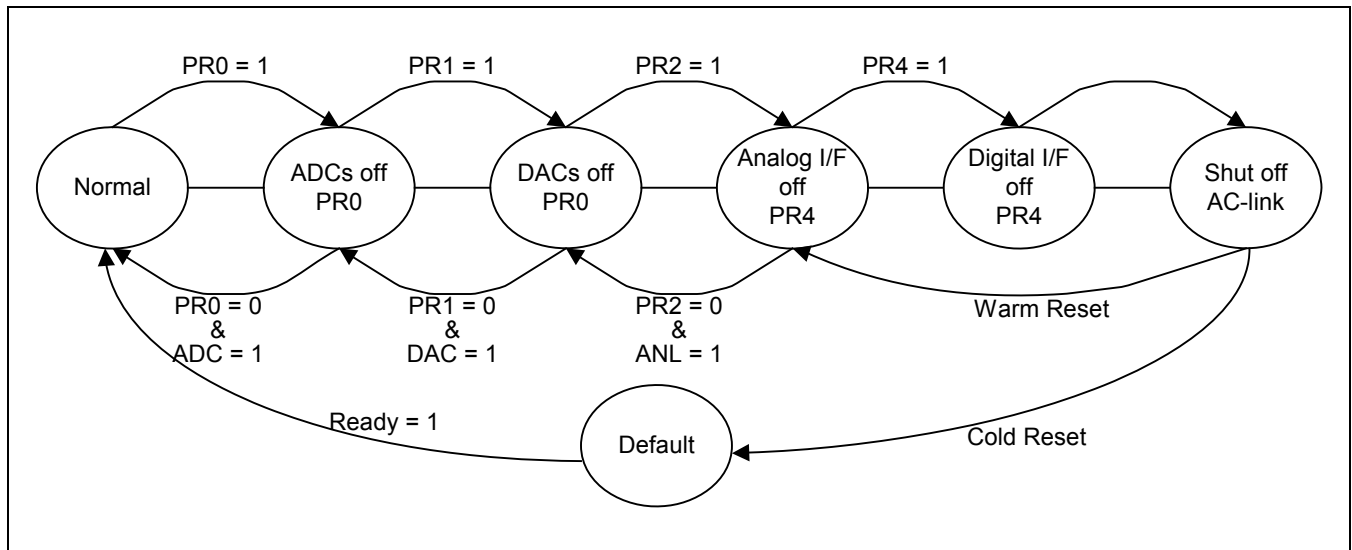 PR0 = 1
PR1 = 1
PR2 = 1
PR4 = 1
Normal
ADCs off
PR0
DACs off
PR0
Analog I/F
off
PR4
Digital I/F
off
PR4
Shut off
AC-link
PR0 = 0
&
ADC = 1
PR1 = 0
&
DAC = 1
PR2 = 0
&
ANL = 1
Warm Reset
Ready = 1
Default
Cold Reset